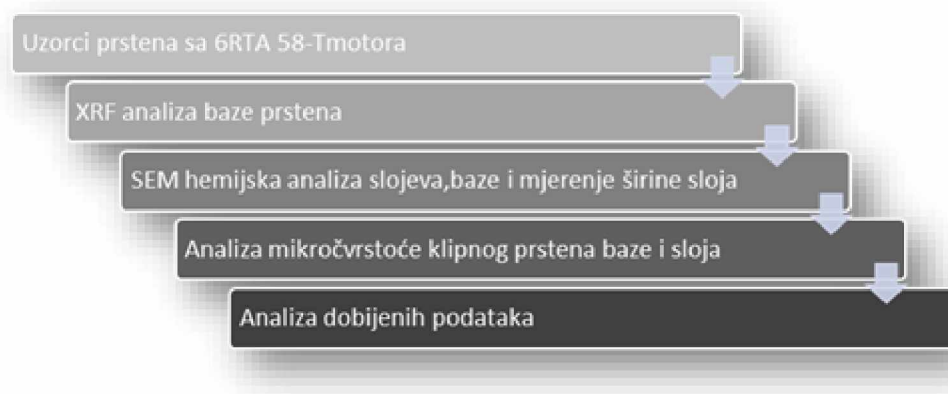 Uzorci prstena sa 6RTA 58-Tmotora
XRF analiza baze prstena
SEM hemijska analiza slojeva,baze i mjerenje širine sloja
Analiza mikročvrstoće klipnog prstena baze i sloja
Analiza dobijenih podataka